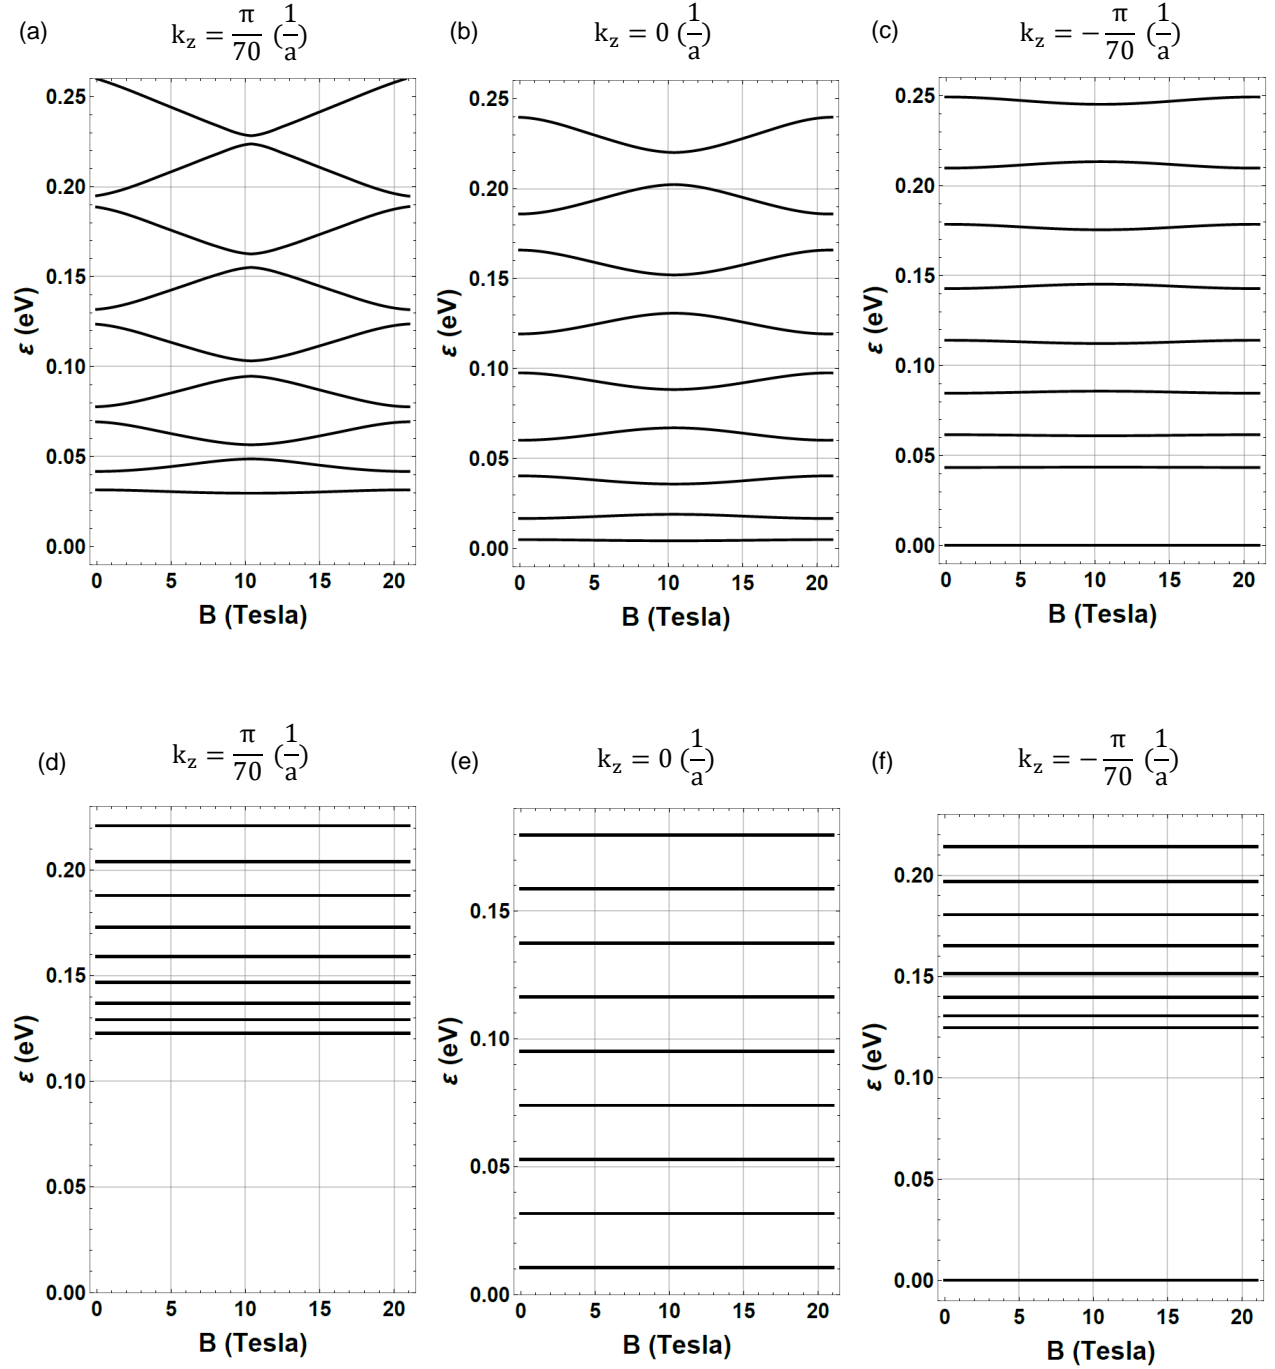 (a) k_z = π/70 (1/a)
0.25
0.20
0.15
0.10
0.05
0.00
ε (eV)
0 5 10 15 20
B (Tesla)
(b) k_z = 0 (1/a)
0.25
0.20
0.15
0.10
0.05
0.00
ε (eV)
0 5 10 15 20
B (Tesla)
(c) k_z = − π/70 (1/a)
0.25
0.20
0.15
0.10
0.05
0.00
ε (eV)
0 5 10 15 20
B (Tesla)
(d) k_z = π/70 (1/a)
0.20
0.15
0.10
0.05
0.00
ε (eV)
0 5 10 15 20
B (Tesla)
(e) k_z = 0 (1/a)
0.15
0.10
0.05
0.00
ε (eV)
0 5 10 15 20
B (Tesla)
(f) k_z = − π/70 (1/a)
0.20
0.15
0.10
0.05
0.00
ε (eV)
0 5 10 15 20
B (Tesla)